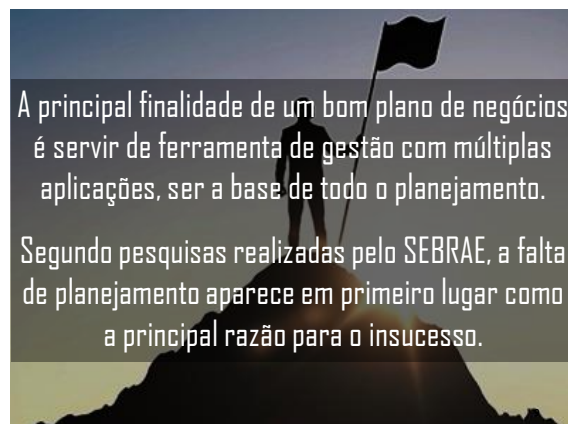 A principal finalidade de um bom plano de negócios
é servir de ferramenta de gestão com múltiplas
aplicações, ser a base de todo o planejamento.
Segundo pesquisas realizadas pelo SEBRAE, a falta
de planejamento aparece em primeiro lugar como
a principal razão para o insucesso.